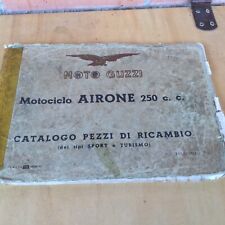 MOTO GUZZI
Motociclo AIRONE 250 c. c.
CATALOGO PEZZI DI RICAMBIO
(dei tipi SPORT e TURISMO)